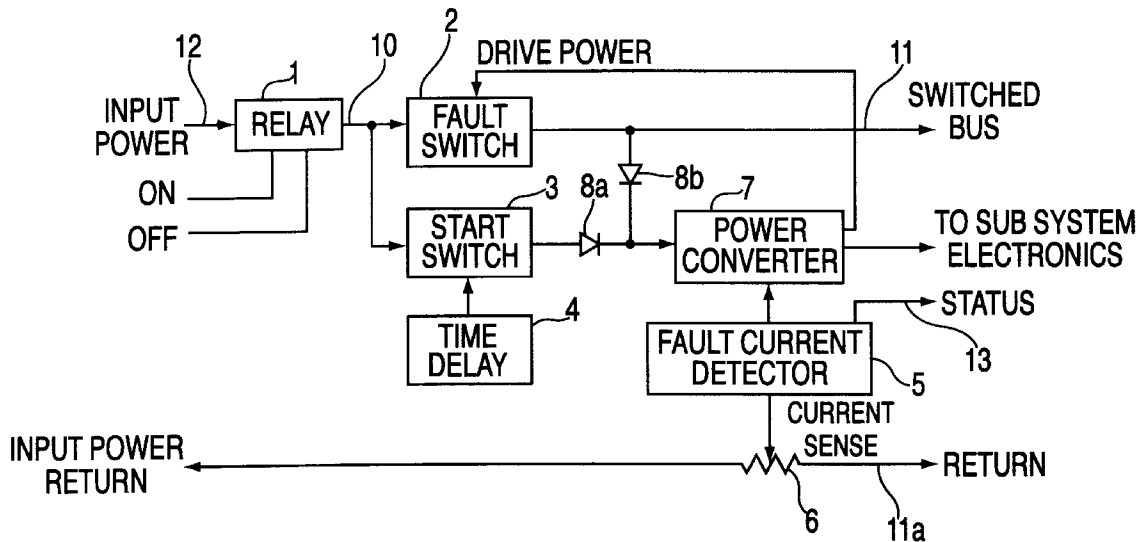 12
1
10
2
DRIVE POWER
11
INPUT
POWER
RELAY
FAULT
SWITCH
SWITCHED
BUS
8b
ON
OFF
3
8a
7
START
SWITCH
POWER
CONVERTER
TO SUB SYSTEM
ELECTRONICS
TIME
DELAY
4
STATUS
13
FAULT CURRENT
DETECTOR
5
CURRENT
SENSE
INPUT POWER
RETURN
RETURN
6
11a